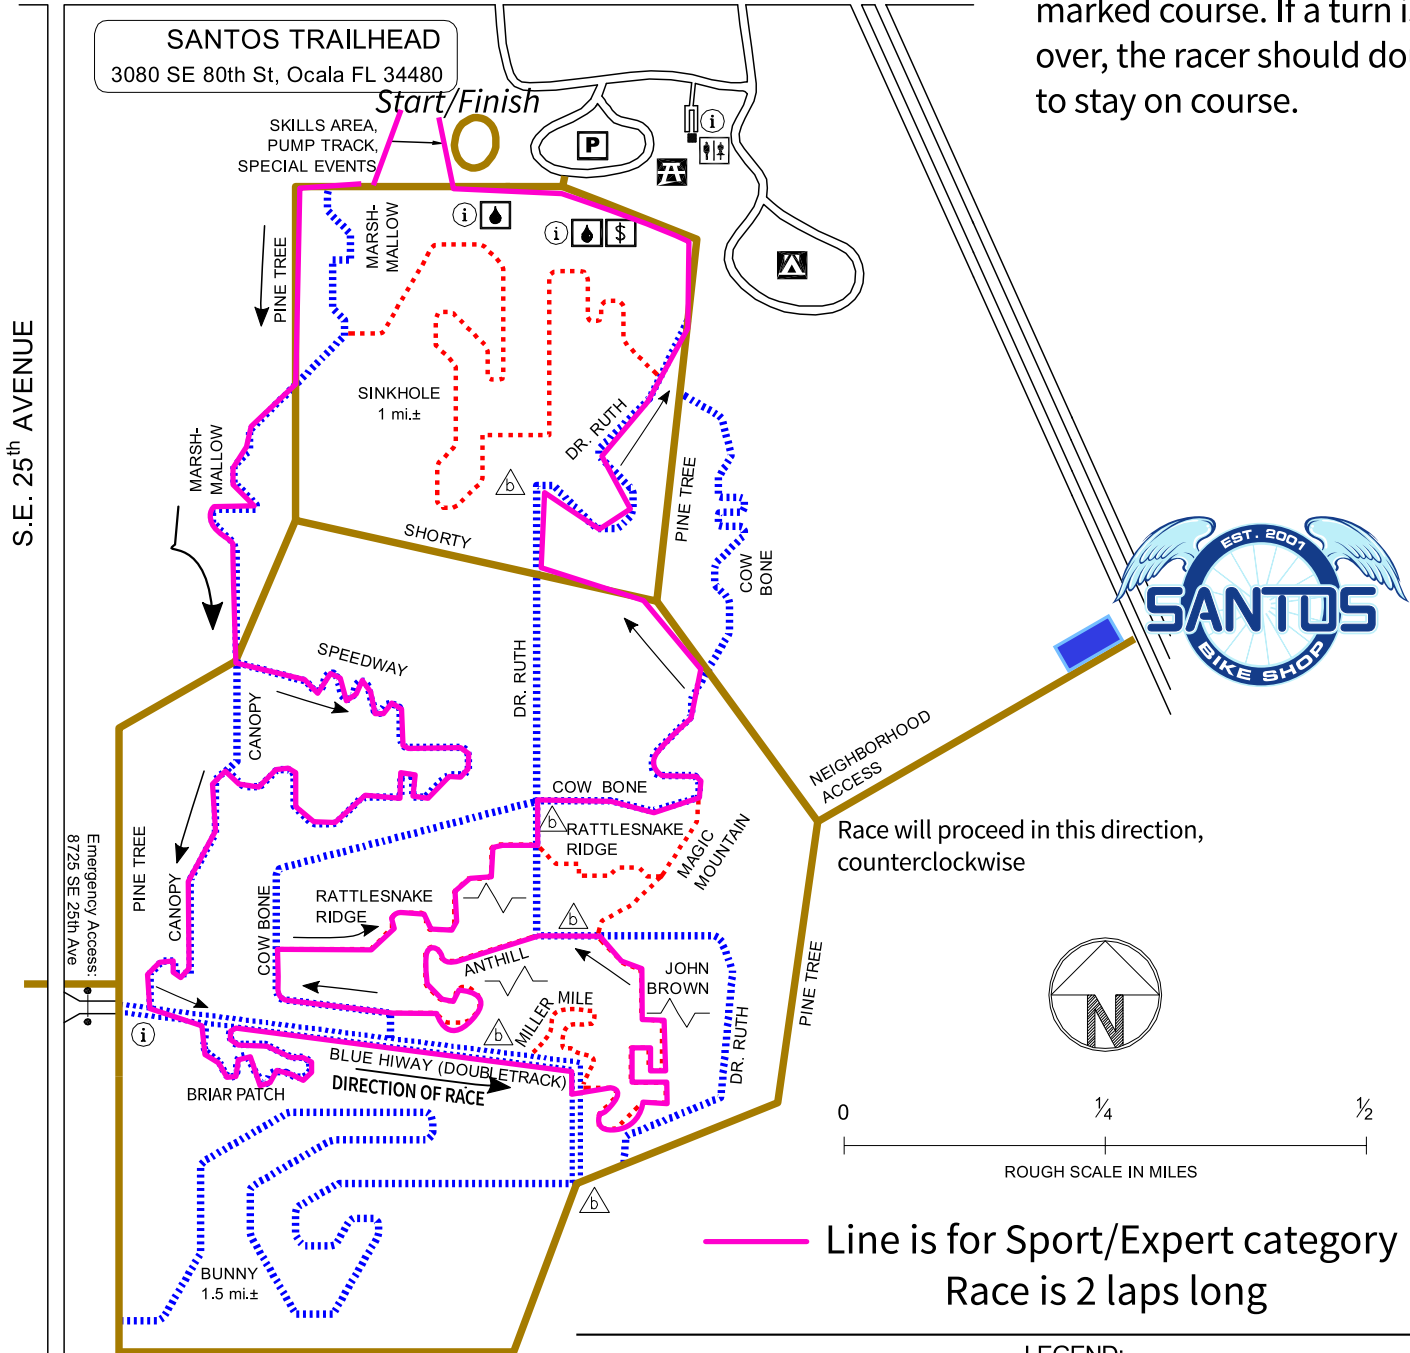 marked course. If a turn is
over, the racer should do
to stay on course.
SANTOS TRAILHEAD
3080 SE 80th St, Ocala FL 34480
Start/Finish
SKILLS AREA,
PUMP TRACK,
SPECIAL EVENTS
P
i
i
i
$
MARSH-
MALLOW
PINE TREE
S.E. 25th AVENUE
SINKHOLE
1 mi.±
DR. RUTH
MARSH-
MALLOW
b
PINE TREE
SHORTY
COW
BONE
EST. 2001
SANTOS
BIKE SHOP
SPEEDWAY
DR. RUTH
CANOPY
NEIGHBORHOOD
ACCESS
COW BONE
b
RATTLESNAKE
RIDGE
MAGIC
MOUNTAIN
Race will proceed in this direction,
counterclockwise
Emergency Access:
8725 SE 25th Ave
PINE TREE
CANOPY
COW BONE
RATTLESNAKE
RIDGE
b
ANTHILL
JOHN
BROWN
PINE TREE
N
MILLER MILE
DR. RUTH
b
i
BLUE HIWAY (DOUBLETRACK)
DIRECTION OF RACE
BRIAR PATCH
0
1/4
1/2
ROUGH SCALE IN MILES
b
Line is for Sport/Expert category
Race is 2 laps long
BUNNY
1.5 mi.±
LEGEND: